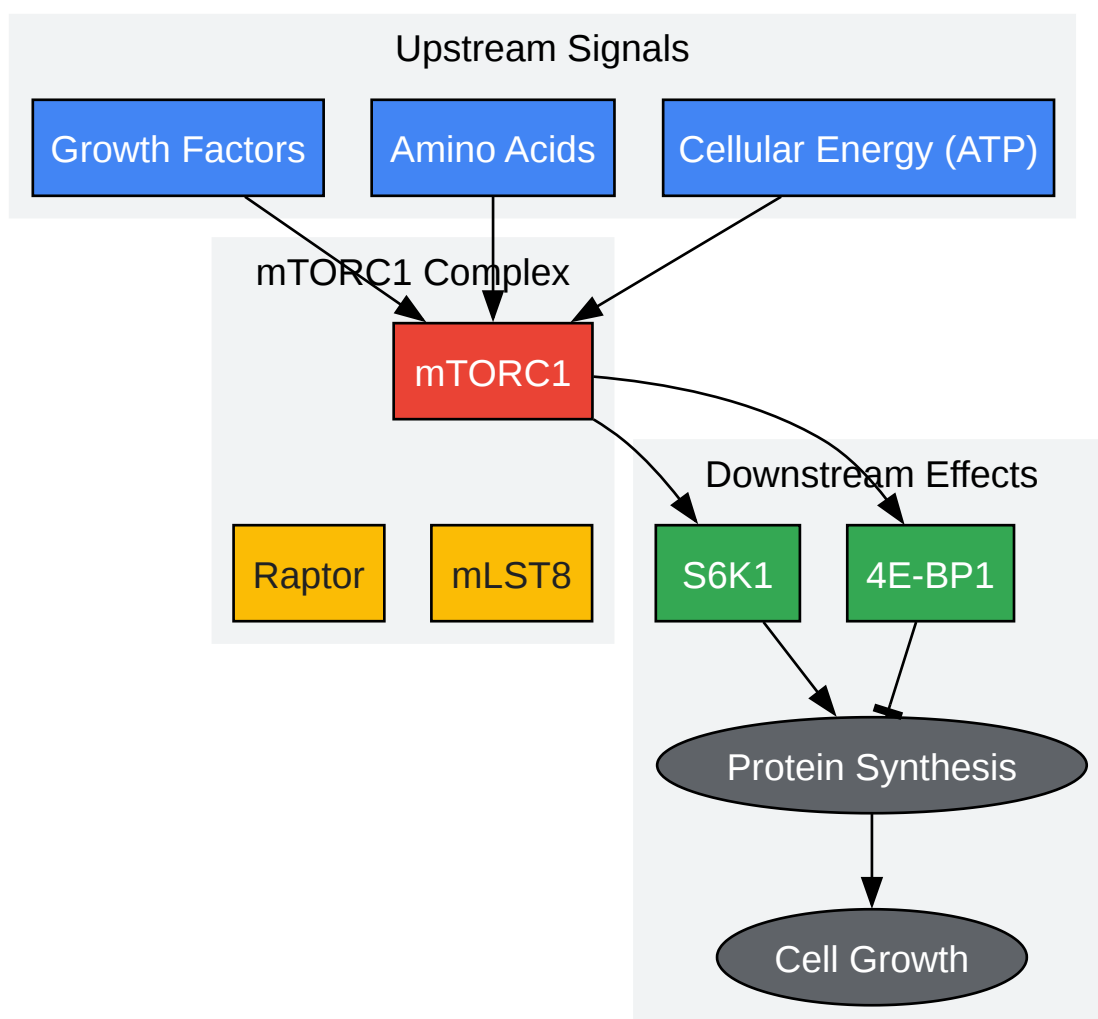 Upstream Signals
Growth Factors
Amino Acids
Cellular Energy (ATP)
mTORC1 Complex
mTORC1
Raptor
mLST8
Downstream Effects
S6K1
4E-BP1
Protein Synthesis
Cell Growth